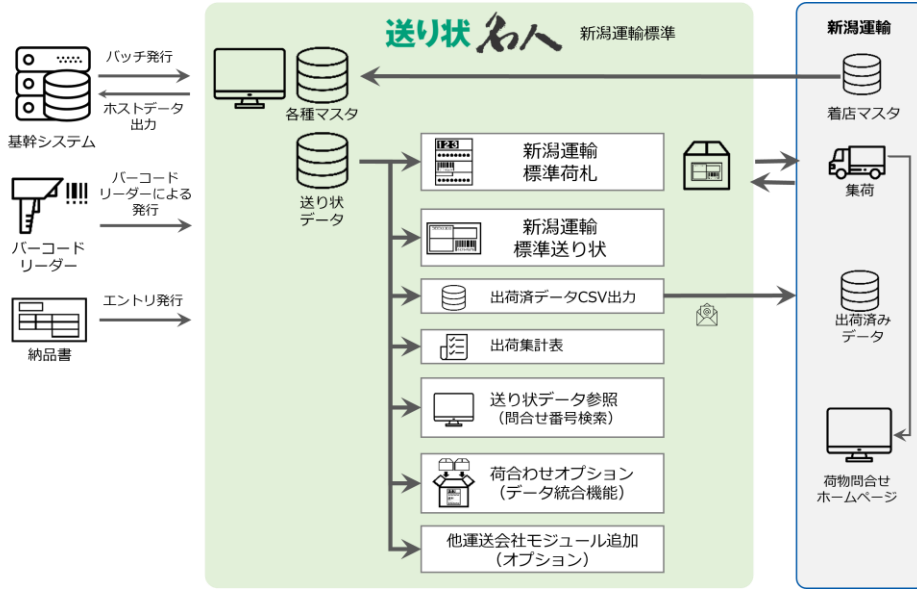 送り状名人 新潟運輸標準
バッチ発行
ホストデータ
出力
基幹システム
バーコード
リーダーによる
発行
バーコード
リーダー
エントリ発行
納品書
各種マスタ
送り状
データ
123
新潟運輸
標準荷札
新潟運輸
標準送り状
出荷済データCSV出力
出荷集計表
送り状データ参照
（問合せ番号検索）
荷合わせオプション
（データ統合機能）
他運送会社モジュール追加
（オプション）
新潟運輸
着店マスタ
集荷
出荷済み
データ
荷物問合せ
ホームページ